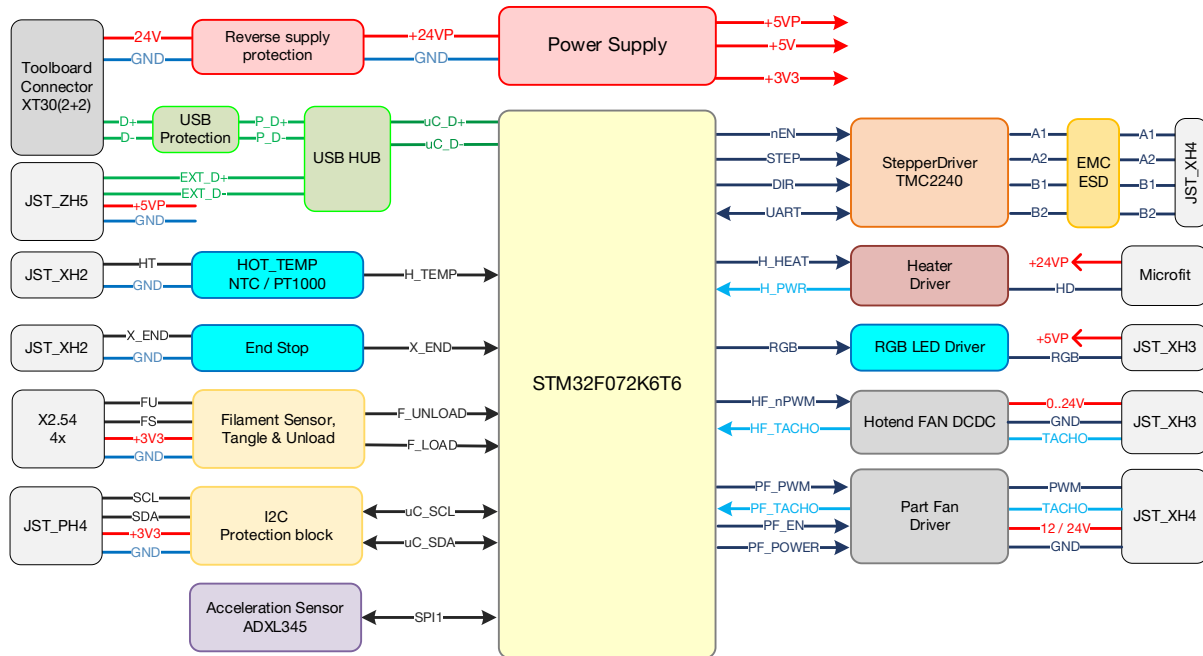 Toolboard
Connector
XT30(2+2)
24V
GND
Reverse supply
protection
+24VP
GND
Power Supply
+5VP
+5V
+3V3
D+
D-
USB
Protection
P_D+
P_D-
USB HUB
uC_D+
uC_D-
JST_ZH5
EXT_D+
EXT_D-
+5VP
GND
JST_XH2
HT
GND
HOT_TEMP
NTC / PT1000
H_TEMP
JST_XH2
X_END
GND
End Stop
X_END
X2.54
4x
FU
FS
+3V3
GND
Filament Sensor,
Tangle & Unload
F_UNLOAD
F_LOAD
JST_PH4
SCL
SDA
+3V3
GND
I2C
Protection block
uC_SCL
uC_SDA
Acceleration Sensor
ADXL345
SPI1
STM32F072K6T6
nEN
STEP
DIR
UART
StepperDriver
TMC2240
A1
A2
B1
B2
EMC
ESD
A1
A2
B1
B2
JST_XH4
H_HEAT
H_PWR
Heater
Driver
+24VP
HD
Microfit
RGB
RGB LED Driver
+5VP
RGB
JST_XH3
HF_nPWM
HF_TACHO
Hotend FAN DCDC
0..24V
GND
TACHO
JST_XH3
PF_PWM
PF_TACHO
PF_EN
PF_POWER
Part Fan
Driver
PWM
TACHO
12 / 24V
GND
JST_XH4